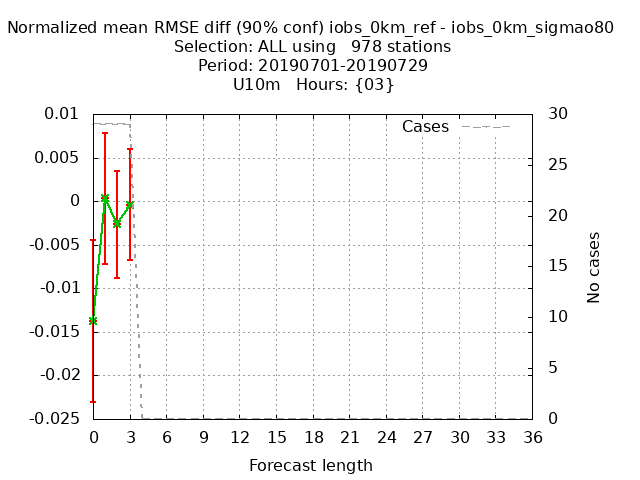 Normalized mean RMSE diff (90% conf) iobs_0km_ref - iobs_0km_sigmao80
Selection: ALL using   978 stations
Period: 20190701-20190729
U10m   Hours: {03}
0.01
0.005
0
-0.005
-0.01
-0.015
-0.02
-0.025
Cases
30
25
20
15
10
5
0
No cases
0 3 6 9 12 15 18 21 24 27 30 33 36
Forecast length